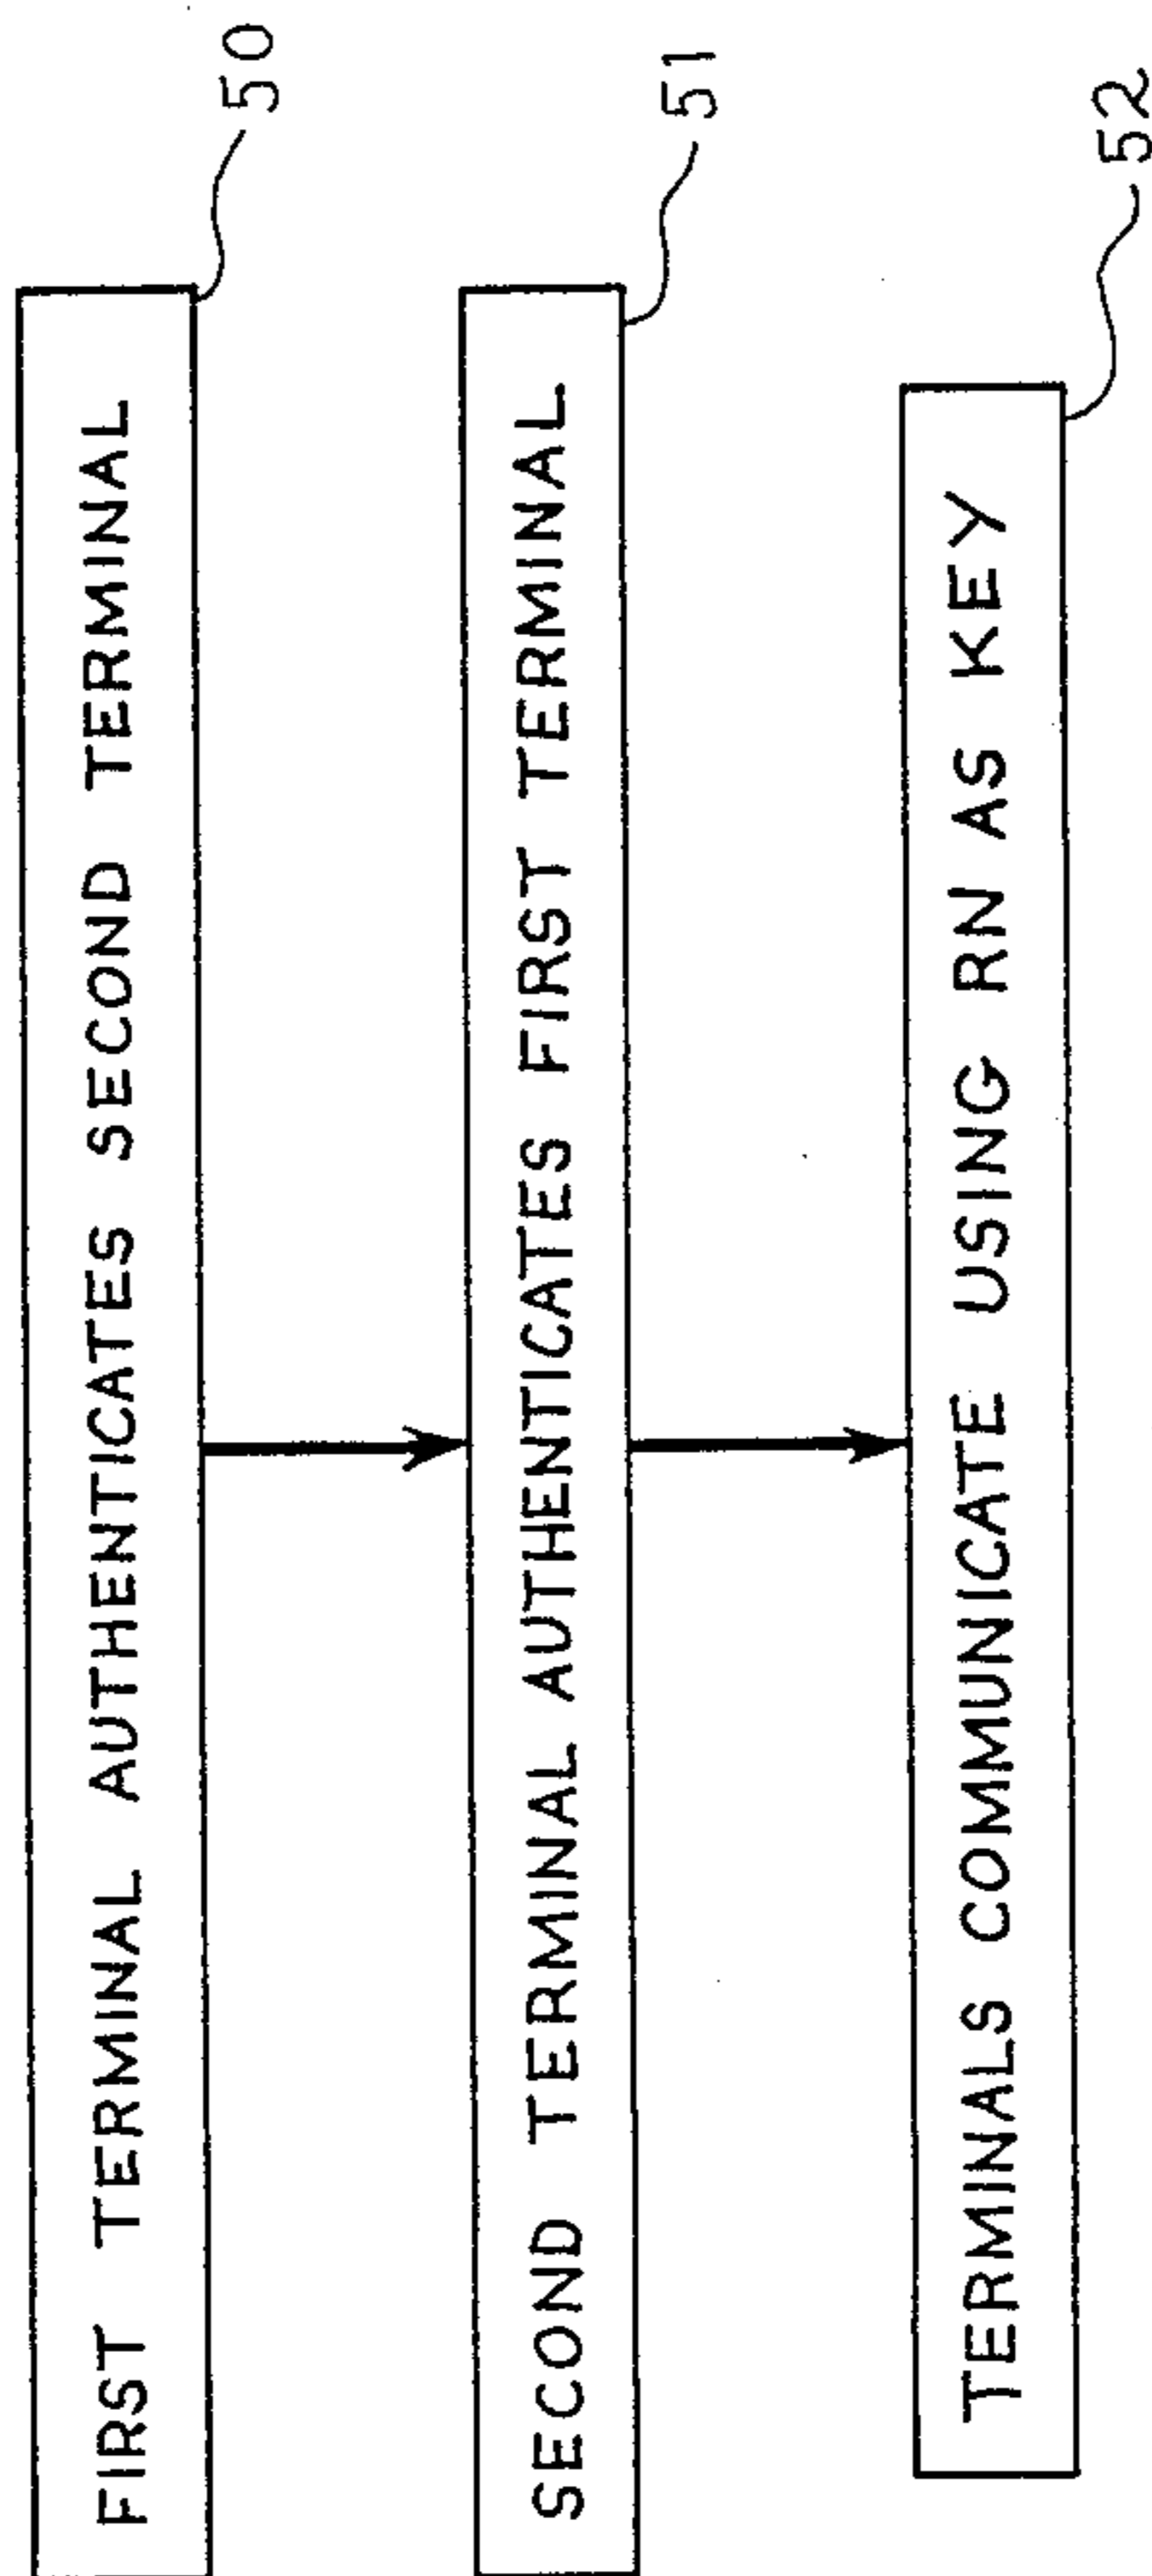 FIRST TERMINAL AUTHENTICATES SECOND TERMINAL
50
SECOND TERMINAL AUTHENTICATES FIRST TERMINAL
51
TERMINALS COMMUNICATE USING RN AS KEY
52